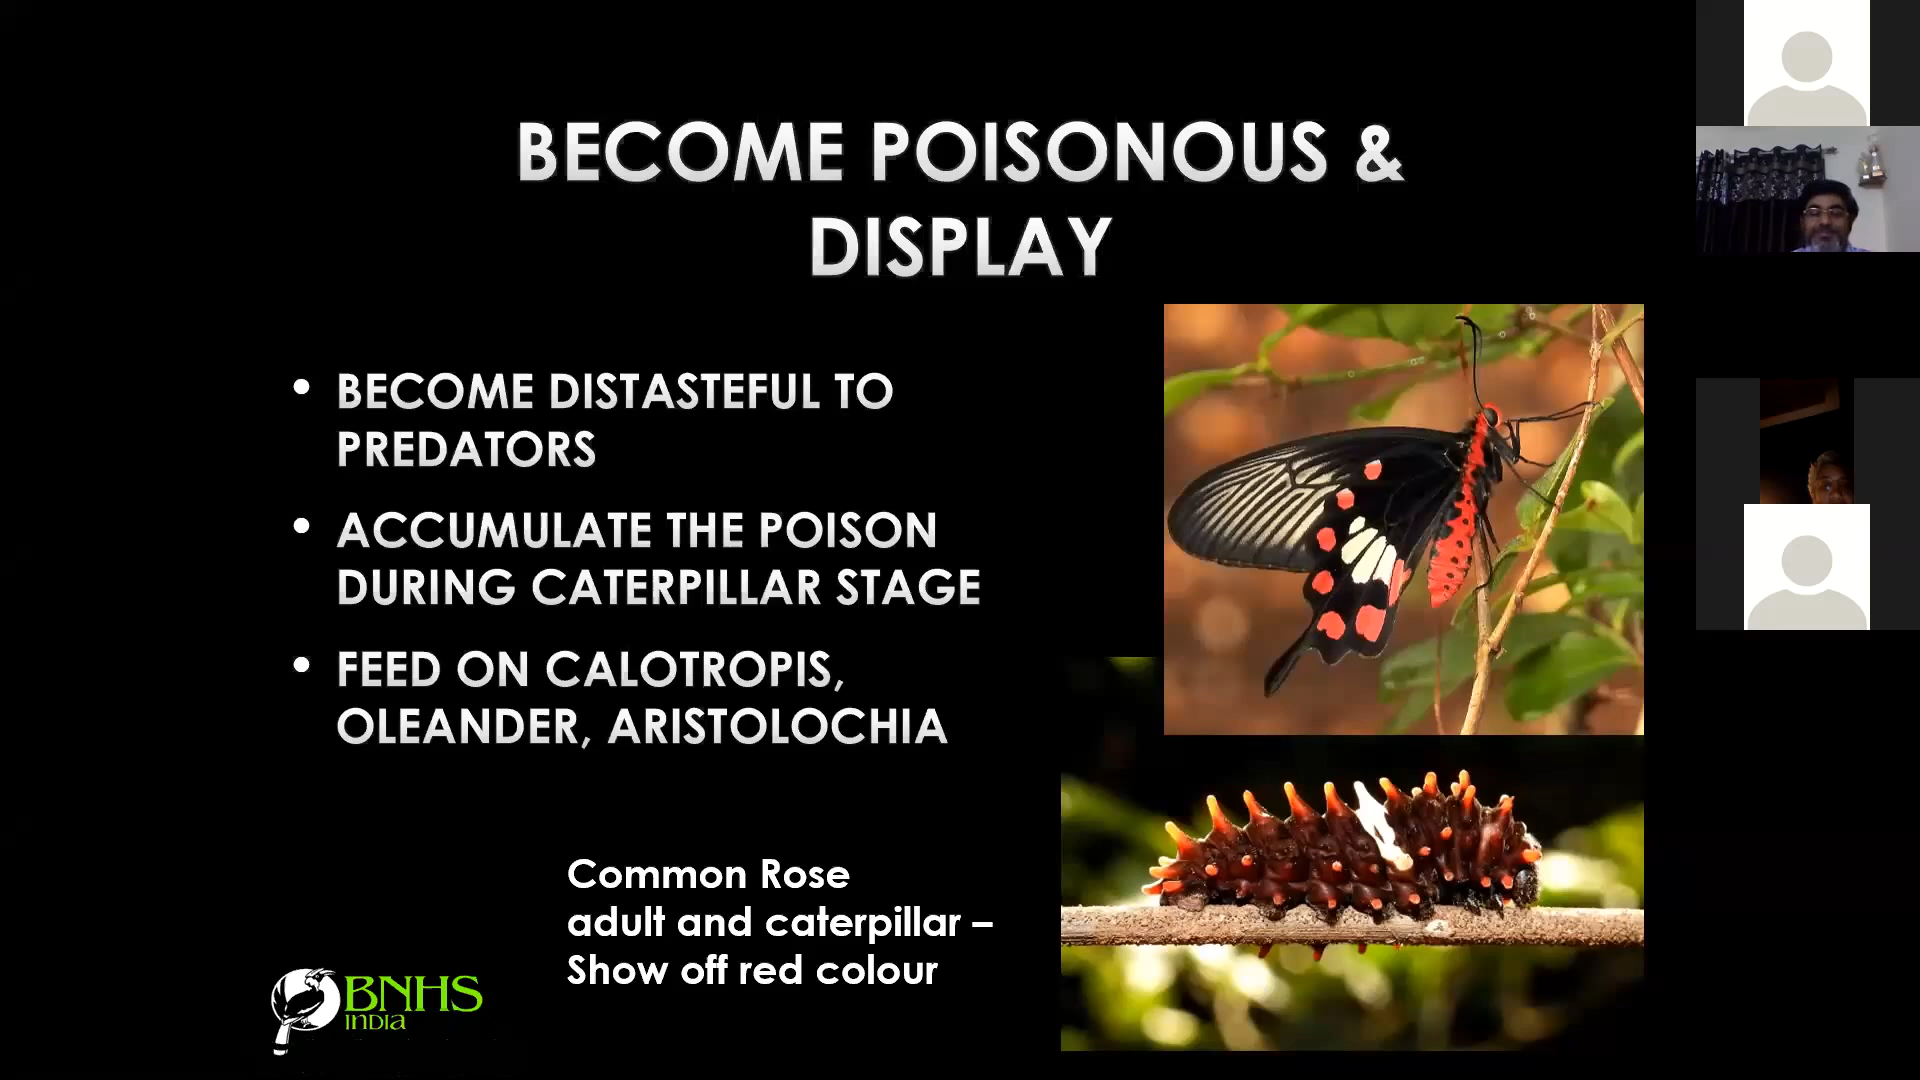 BECOME POISONOUS &
DISPLAY
• BECOME DISTASTEFUL TO
PREDATORS
• ACCUMULATE THE POISON
DURING CATERPILLAR STAGE
• FEED ON CALOTROPIS,
OLEANDER, ARISTOLOCHIA
Common Rose
adult and caterpillar –
Show off red colour
BNHS
INDIA